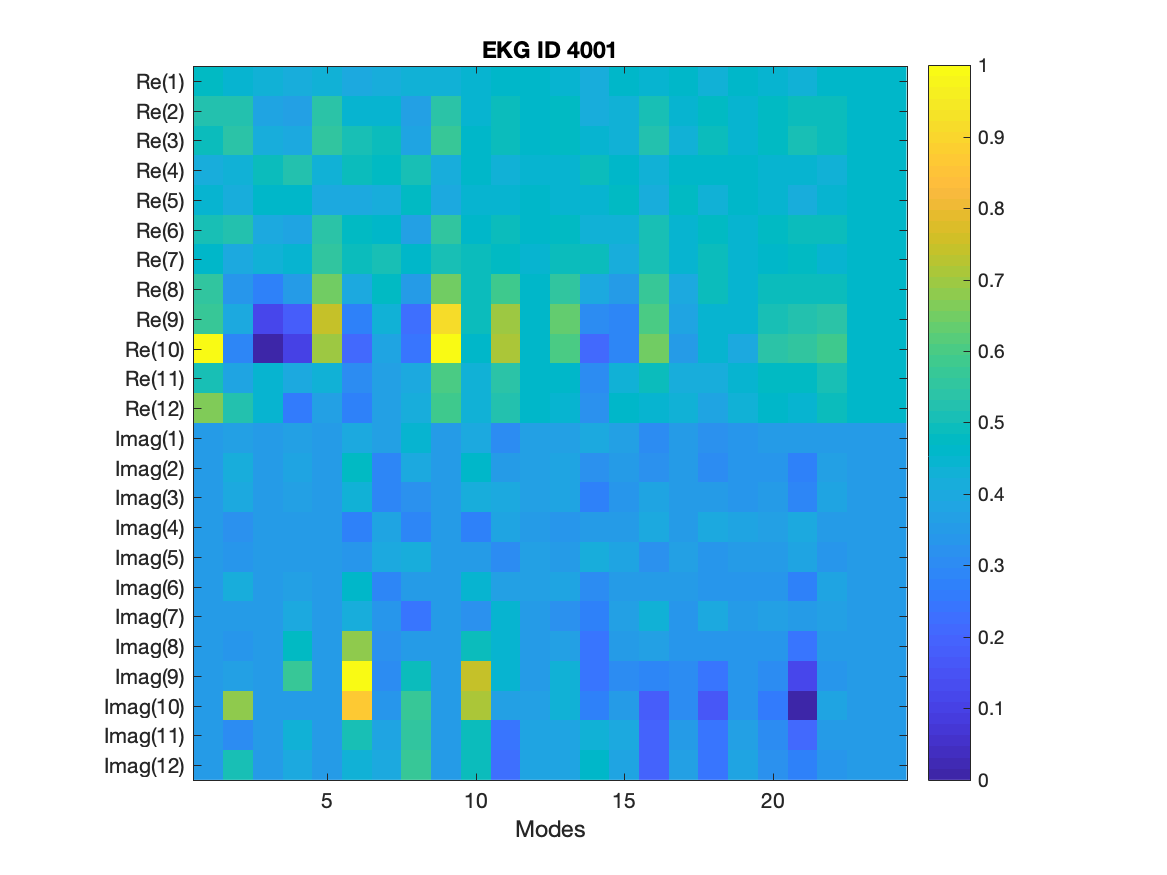 EKG ID 4001
Re(1)
Re(2)
Re(3)
Re(4)
Re(5)
Re(6)
Re(7)
Re(8)
Re(9)
Re(10)
Re(11)
Re(12)
Imag(1)
Imag(2)
Imag(3)
Imag(4)
Imag(5)
Imag(6)
Imag(7)
Imag(8)
Imag(9)
Imag(10)
Imag(11)
Imag(12)
5 10 15 20
Modes
1
0.9
0.8
0.7
0.6
0.5
0.4
0.3
0.2
0.1
0